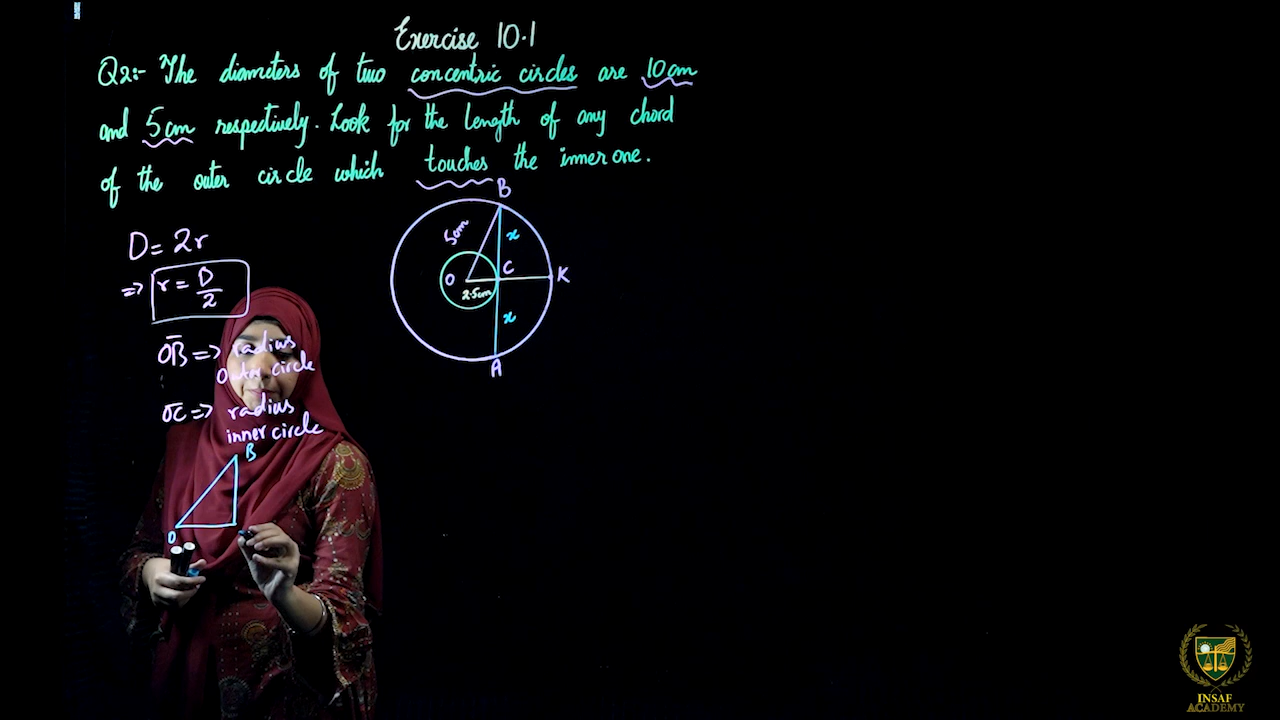 Exercise 10.1
Q2:- The diameters of two concentric circles are 10cm
and 5cm respectively. Look for the length of any chord
of the outer circle which touches the inner one.
D = 2r
=> r = D/2
OB => radius
Outer circle
OC => radius
inner circle
B
O
B
5cm
x
O
C
K
2.5cm
x
A
INSAF
ACADEMY